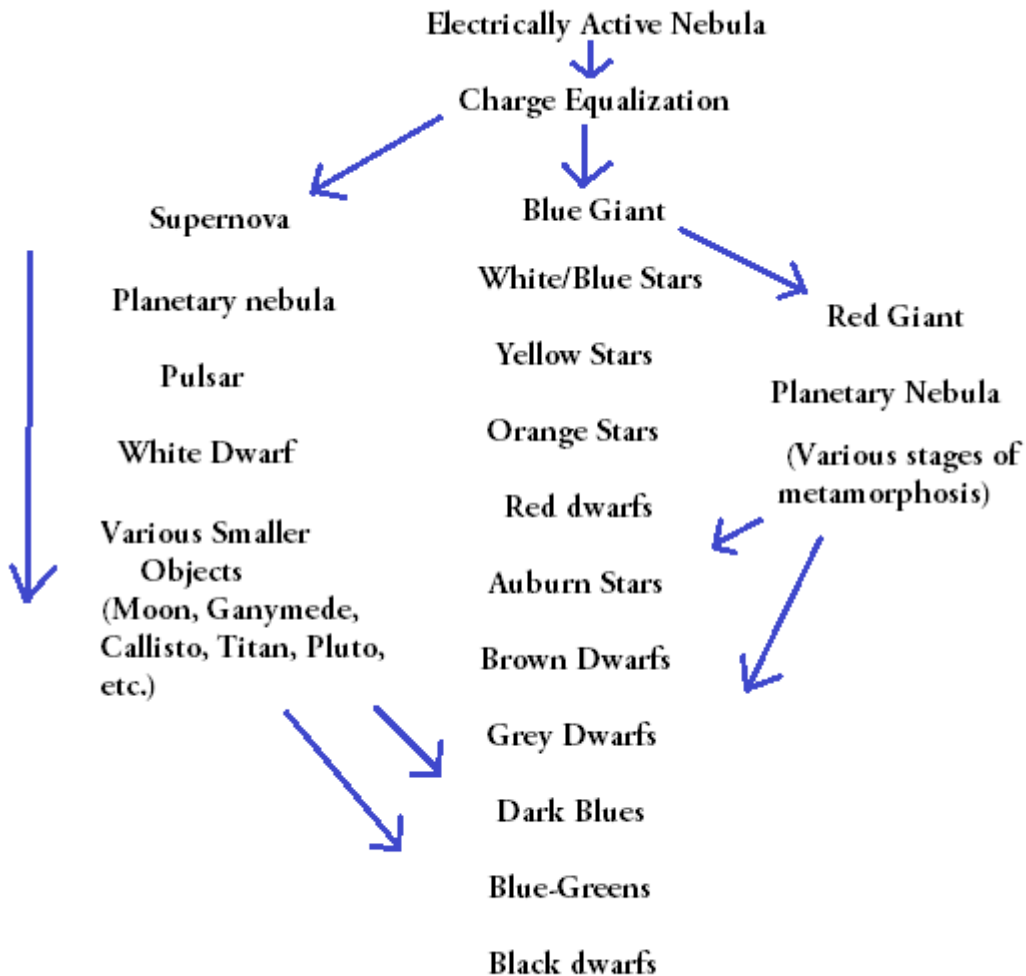 Electrically Active Nebula
Charge Equalization
Supernova
Planetary nebula
Pulsar
White Dwarf
Various Smaller
Objects
(Moon, Ganymede,
Callisto, Titan, Pluto,
etc.)
Blue Giant
White/Blue Stars
Yellow Stars
Orange Stars
Red dwarfs
Auburn Stars
Brown Dwarfs
Grey Dwarfs
Dark Blues
Blue-Greens
Black dwarfs
Red Giant
Planetary Nebula
(Various stages of
metamorphosis)